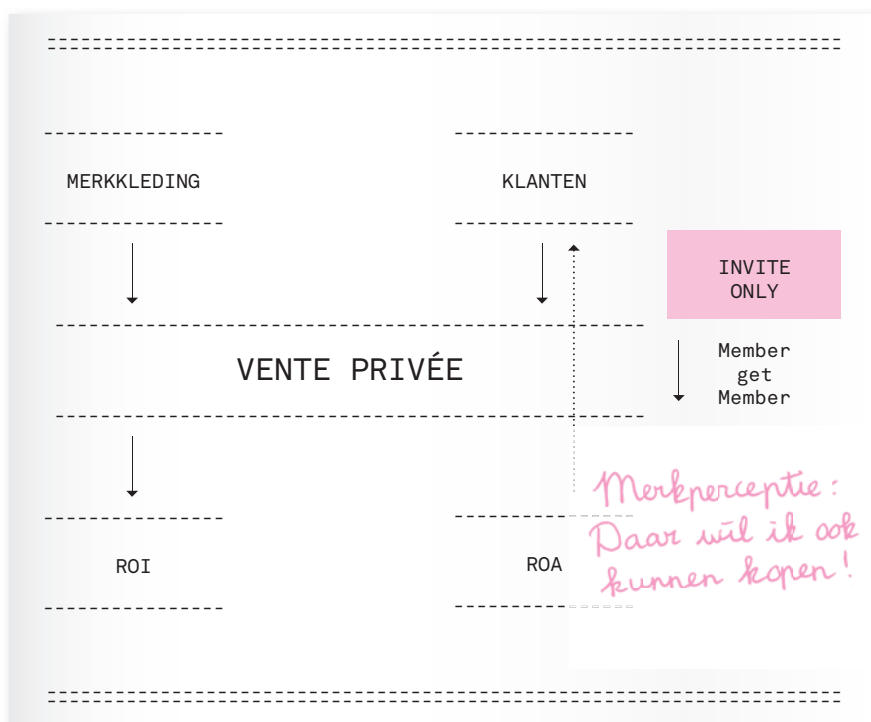 MERKKLEDING
KLANTEN
INVITE
ONLY
VENTE PRIVÉE
Member
get
Member
Merkperceptie:
Daar wil ik ook
kunnen kopen!
ROI
ROA